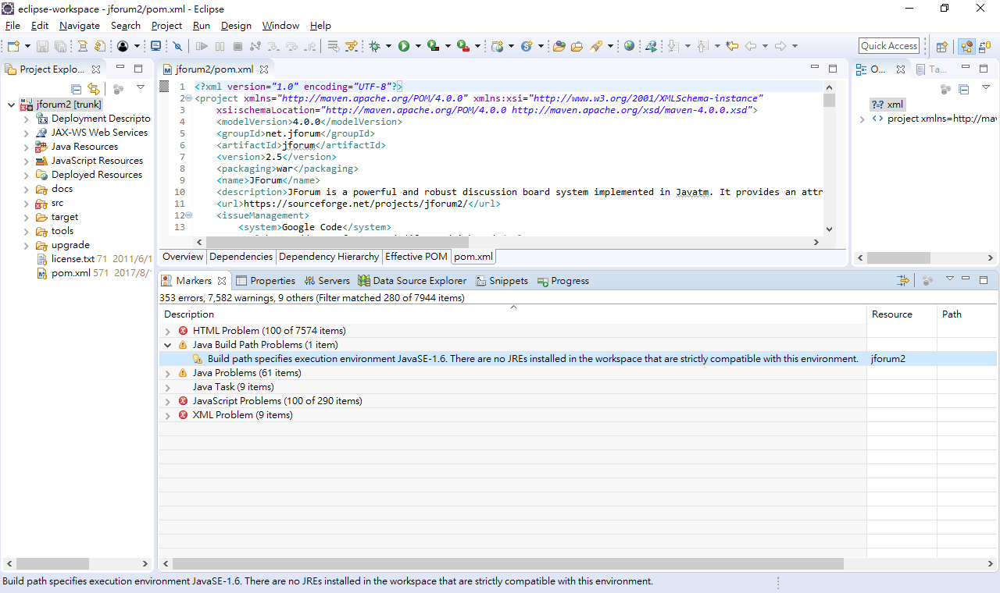 eclipse-workspace - jforum2/pom.xml - Eclipse
File Edit Navigate Search Project Run Design Window Help
Quick Access
Project Explo...
jforum2 [trunk]
Deployment Descripto
JAX-WS Web Services
Java Resources
JavaScript Resources
Deployed Resources
docs
src
target
tools
upgrade
license.txt 71 2011/6/1
pom.xml 571 2017/8/1
jforum2/pom.xml
1 <?xml version="1.0" encoding="UTF-8"?>
2 <project xmlns="http://maven.apache.org/POM/4.0.0" xmlns:xsi="http://www.w3.org/2001/XMLSchema-instance"
3 xsi:schemaLocation="http://maven.apache.org/POM/4.0.0 http://maven.apache.org/xsd/maven-4.0.0.xsd">
4 <modelVersion>4.0.0</modelVersion>
5 <groupId>net.jforum</groupId>
6 <artifactId>jforum</artifactId>
7 <version>2.5</version>
8 <packaging>war</packaging>
9 <name>JForum</name>
10 <description>JForum is a powerful and robust discussion board system implemented in Javatm. It provides an attr
11 <url>https://sourceforge.net/projects/jforum2/</url>
12 <issueManagement>
13 <system>Google Code</system>
Overview Dependencies Dependency Hierarchy Effective POM pom.xml
O... Ta...
?=? xml
<> project xmlns=http://mav
Markers Properties Servers Data Source Explorer Snippets Progress
353 errors, 7,582 warnings, 9 others (Filter matched 280 of 7944 items)
Description Resource Path
HTML Problem (100 of 7574 items)
Java Build Path Problems (1 item)
Build path specifies execution environment JavaSE-1.6. There are no JREs installed in the workspace that are strictly compatible with this environment. jforum2
Java Problems (61 items)
Java Task (9 items)
JavaScript Problems (100 of 290 items)
XML Problem (9 items)
Build path specifies execution environment JavaSE-1.6. There are no JREs installed in the workspace that are strictly compatible with this environment.